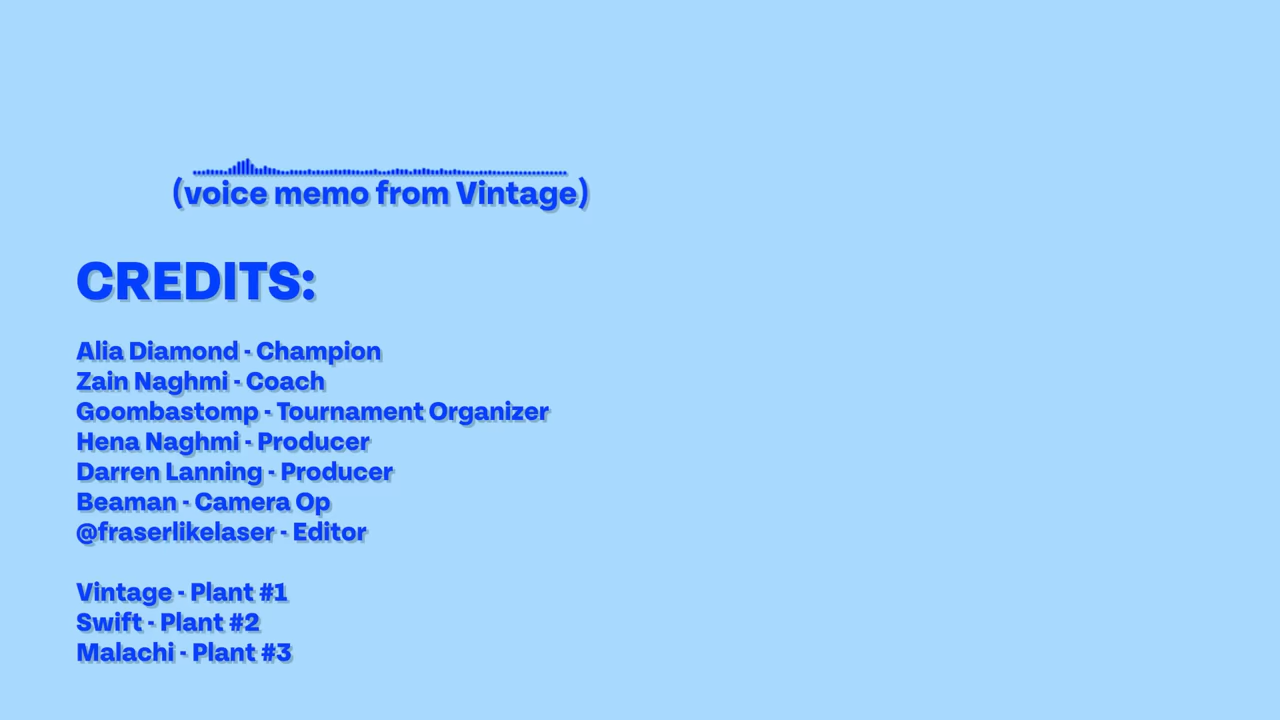 (voice memo from Vintage)
CREDITS:
Alia Diamond - Champion
Zain Naghmi - Coach
Goombastomp - Tournament Organizer
Hena Naghmi - Producer
Darren Lanning - Producer
Beaman - Camera Op
@fraserlikelaser - Editor
Vintage - Plant #1
Swift - Plant #2
Malachi - Plant #3